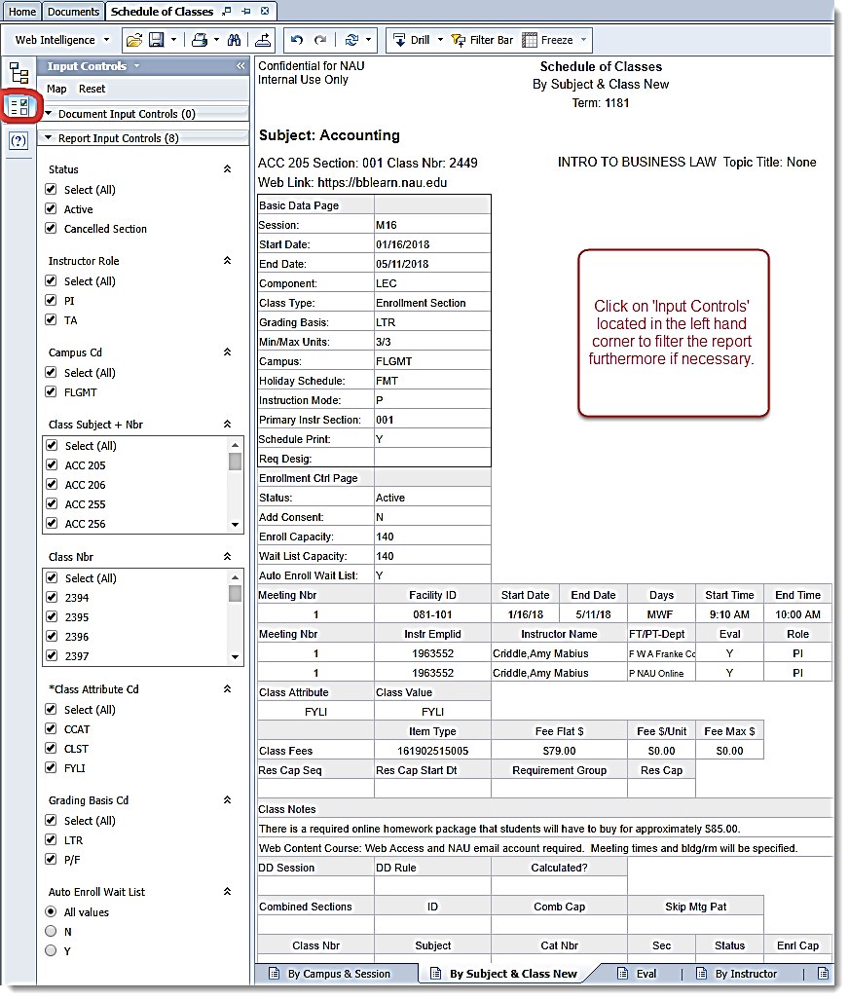 Home Documents Schedule of Classes
Web Intelligence Drill Filter Bar Freeze
Input Controls
Map Reset
Document Input Controls (0)
Report Input Controls (8)
Status
Select (All)
Active
Cancelled Section
Instructor Role
Select (All)
PI
TA
Campus Cd
Select (All)
FLGMT
Class Subject + Nbr
Select (All)
ACC 205
ACC 206
ACC 255
ACC 256
Class Nbr
Select (All)
2394
2395
2396
2397
*Class Attribute Cd
Select (All)
CCAT
CLST
FYLI
Grading Basis Cd
Select (All)
LTR
P/F
Auto Enroll Wait List
All values
N
Y
Confidential for NAU
Internal Use Only
Schedule of Classes
By Subject & Class New
Term: 1181
Subject: Accounting
ACC 205 Section: 001 Class Nbr: 2449 INTRO TO BUSINESS LAW Topic Title: None
Web Link: https://bblearn.nau.edu
Basic Data Page
Session: M16
Start Date: 01/16/2018
End Date: 05/11/2018
Component: LEC
Class Type: Enrollment Section
Grading Basis: LTR
Min/Max Units: 3/3
Campus: FLGMT
Holiday Schedule: FMT
Instruction Mode: P
Primary Instr Section: 001
Schedule Print: Y
Req Desig:
Enrollment Ctrl Page
Status: Active
Add Consent: N
Enroll Capacity: 140
Wait List Capacity: 140
Auto Enroll Wait List: Y
Click on 'Input Controls'
located in the left hand
corner to filter the report
furthermore if necessary.
Meeting Nbr Facility ID Start Date End Date Days Start Time End Time
1 081-101 1/16/18 5/11/18 MWF 9:10 AM 10:00 AM
Meeting Nbr Instr Emplid Instructor Name FT/PT-Dept Eval Role
1 1963552 Criddle,Amy Mabius F W A Franke Cc Y PI
1 1963552 Criddle,Amy Mabius P NAU Online Y PI
Class Attribute Class Value
FYLI FYLI
Item Type Fee Flat $ Fee $/Unit Fee Max $
Class Fees 161902515005 $79.00 $0.00 $0.00
Res Cap Seq Res Cap Start Dt Requirement Group Res Cap
Class Notes
There is a required online homework package that students will have to buy for approximately $85.00.
Web Content Course: Web Access and NAU email account required. Meeting times and bldg/rm will be specified.
DD Session DD Rule Calculated?
Combined Sections ID Comb Cap Skip Mtg Pat
Class Nbr Subject Cat Nbr Sec Status Enrl Cap
By Campus & Session By Subject & Class New Eval By Instructor